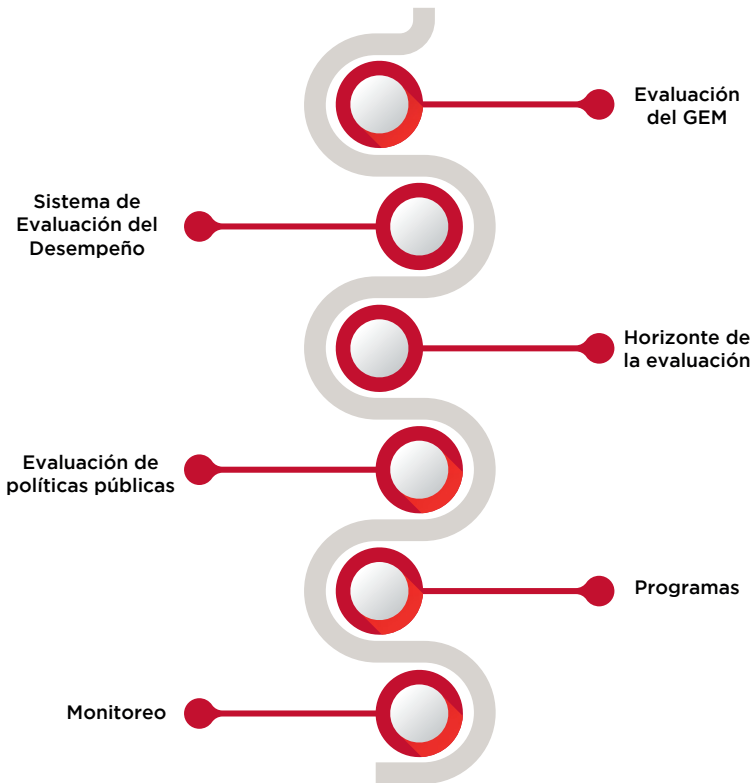 Evaluación
del GEM
Sistema de
Evaluación del
Desempeño
Horizonte de
la evaluación
Evaluación de
políticas públicas
Programas
Monitoreo